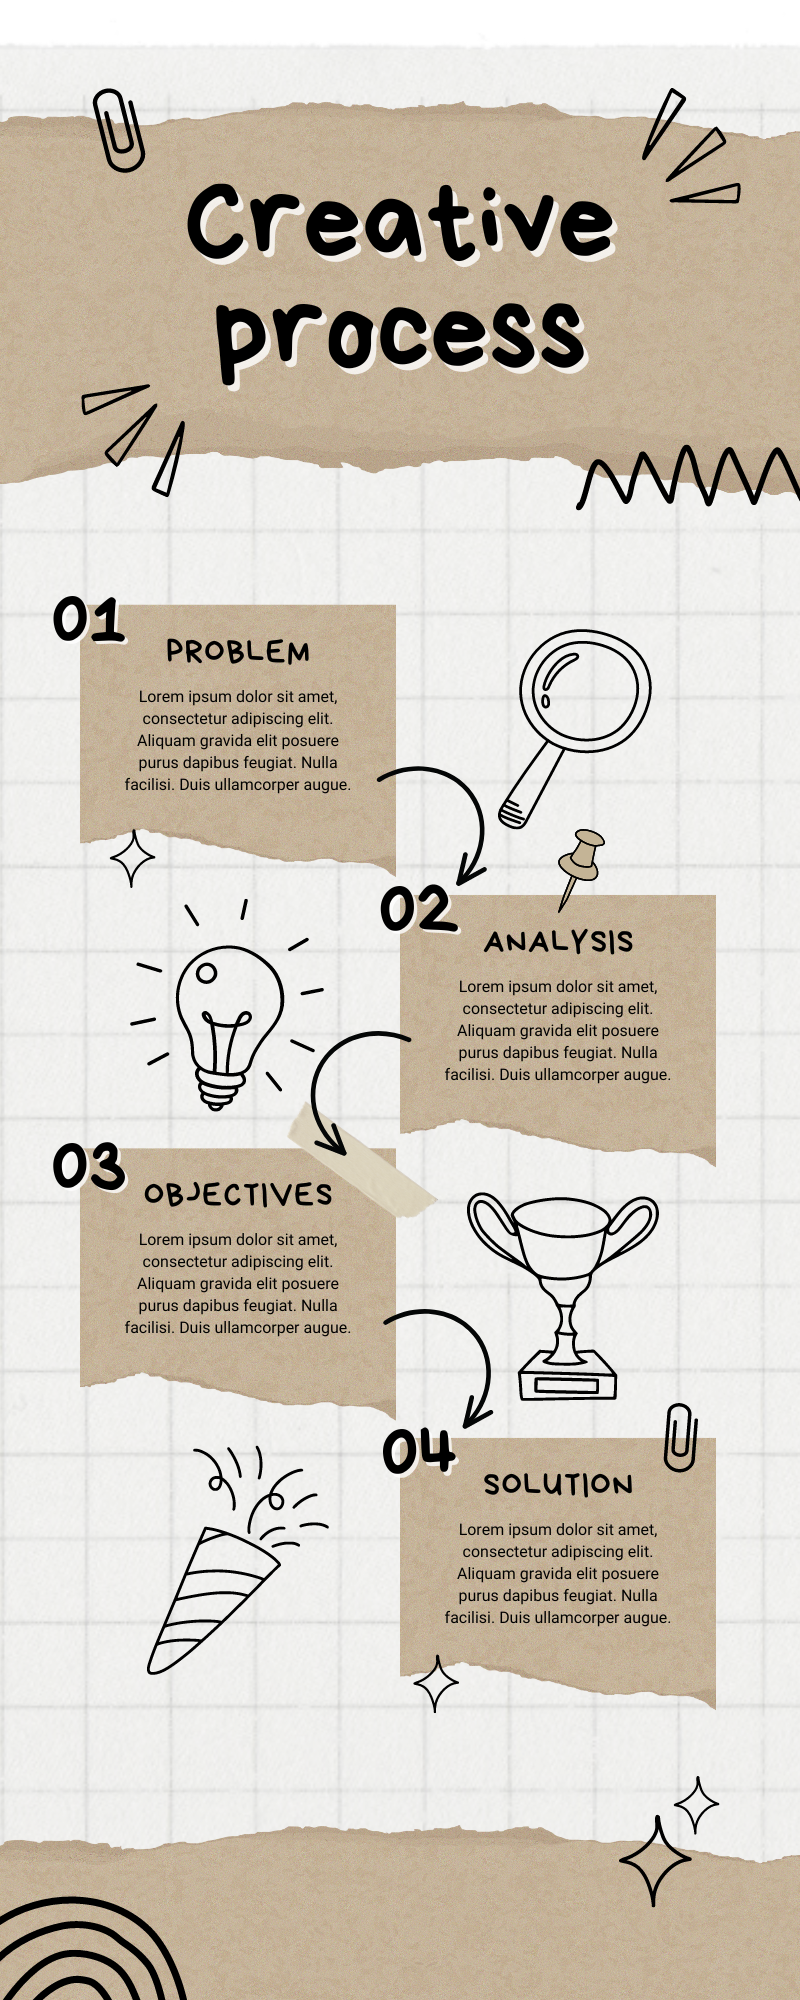 Creative
process
01
PROBLEM
Lorem ipsum dolor sit amet,
consectetur adipiscing elit.
Aliquam gravida elit posuere
purus dapibus feugiat. Nulla
facilisi. Duis ullamcorper augue.
02
ANALYSIS
Lorem ipsum dolor sit amet,
consectetur adipiscing elit.
Aliquam gravida elit posuere
purus dapibus feugiat. Nulla
facilisi. Duis ullamcorper augue.
03
OBJECTIVES
Lorem ipsum dolor sit amet,
consectetur adipiscing elit.
Aliquam gravida elit posuere
purus dapibus feugiat. Nulla
facilisi. Duis ullamcorper augue.
04
SOLUTION
Lorem ipsum dolor sit amet,
consectetur adipiscing elit.
Aliquam gravida elit posuere
purus dapibus feugiat. Nulla
facilisi. Duis ullamcorper augue.